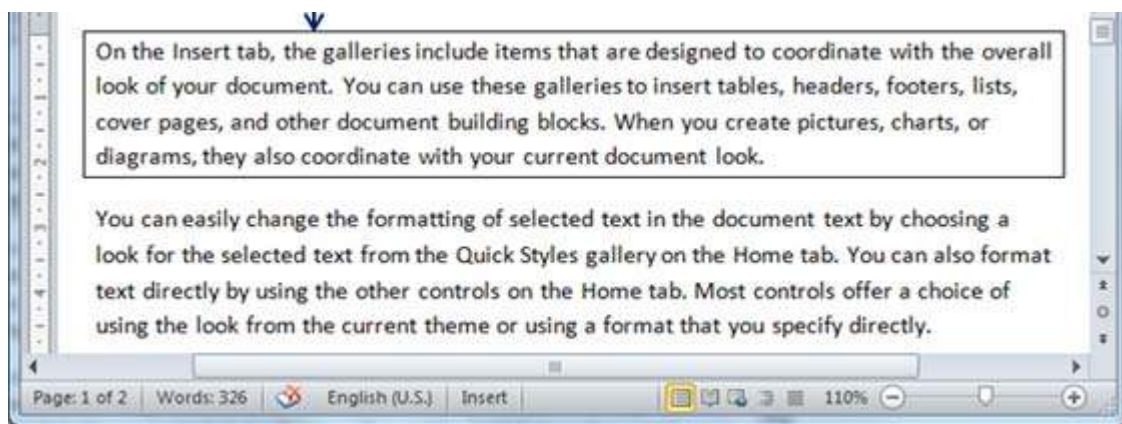 On the Insert tab, the galleries include items that are designed to coordinate with the overall
look of your document. You can use these galleries to insert tables, headers, footers, lists,
cover pages, and other document building blocks. When you create pictures, charts, or
diagrams, they also coordinate with your current document look.
You can easily change the formatting of selected text in the document text by choosing a
look for the selected text from the Quick Styles gallery on the Home tab. You can also format
text directly by using the other controls on the Home tab. Most controls offer a choice of
using the look from the current theme or using a format that you specify directly.
Page: 1 of 2 Words: 326 English (U.S.) Insert 110%